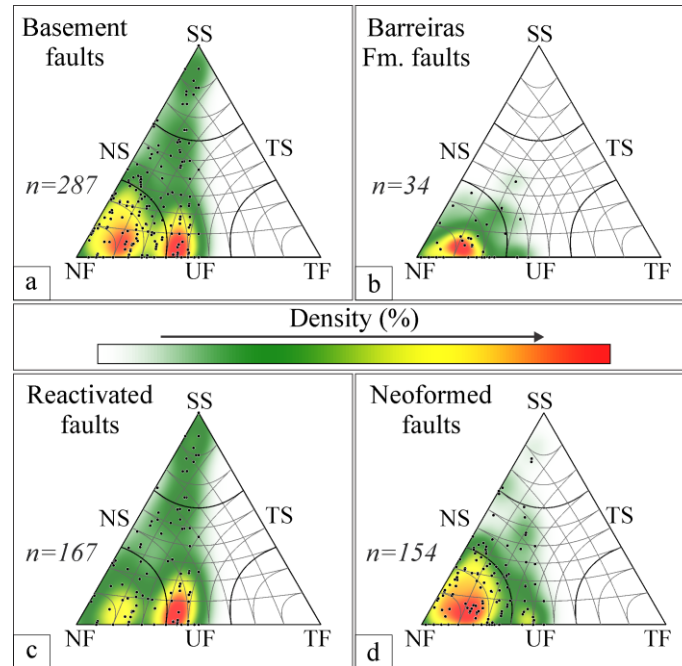 Basement
faults
SS
NS
TS
n=287
NF
UF
TF
a
Barreiras
Fm. faults
SS
NS
TS
n=34
NF
UF
TF
b
Density (%)
Reactivated
faults
SS
NS
TS
n=167
NF
UF
TF
c
Neoformed
faults
SS
NS
TS
n=154
NF
UF
TF
d